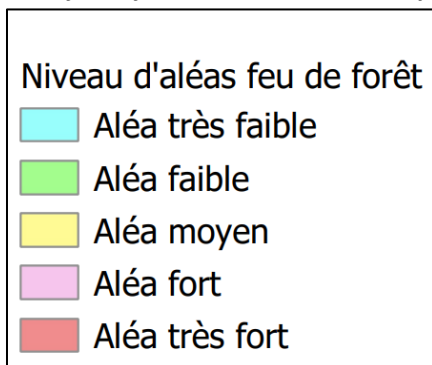 Niveau d'aléas feu de forêt
Aléa très faible
Aléa faible
Aléa moyen
Aléa fort
Aléa très fort